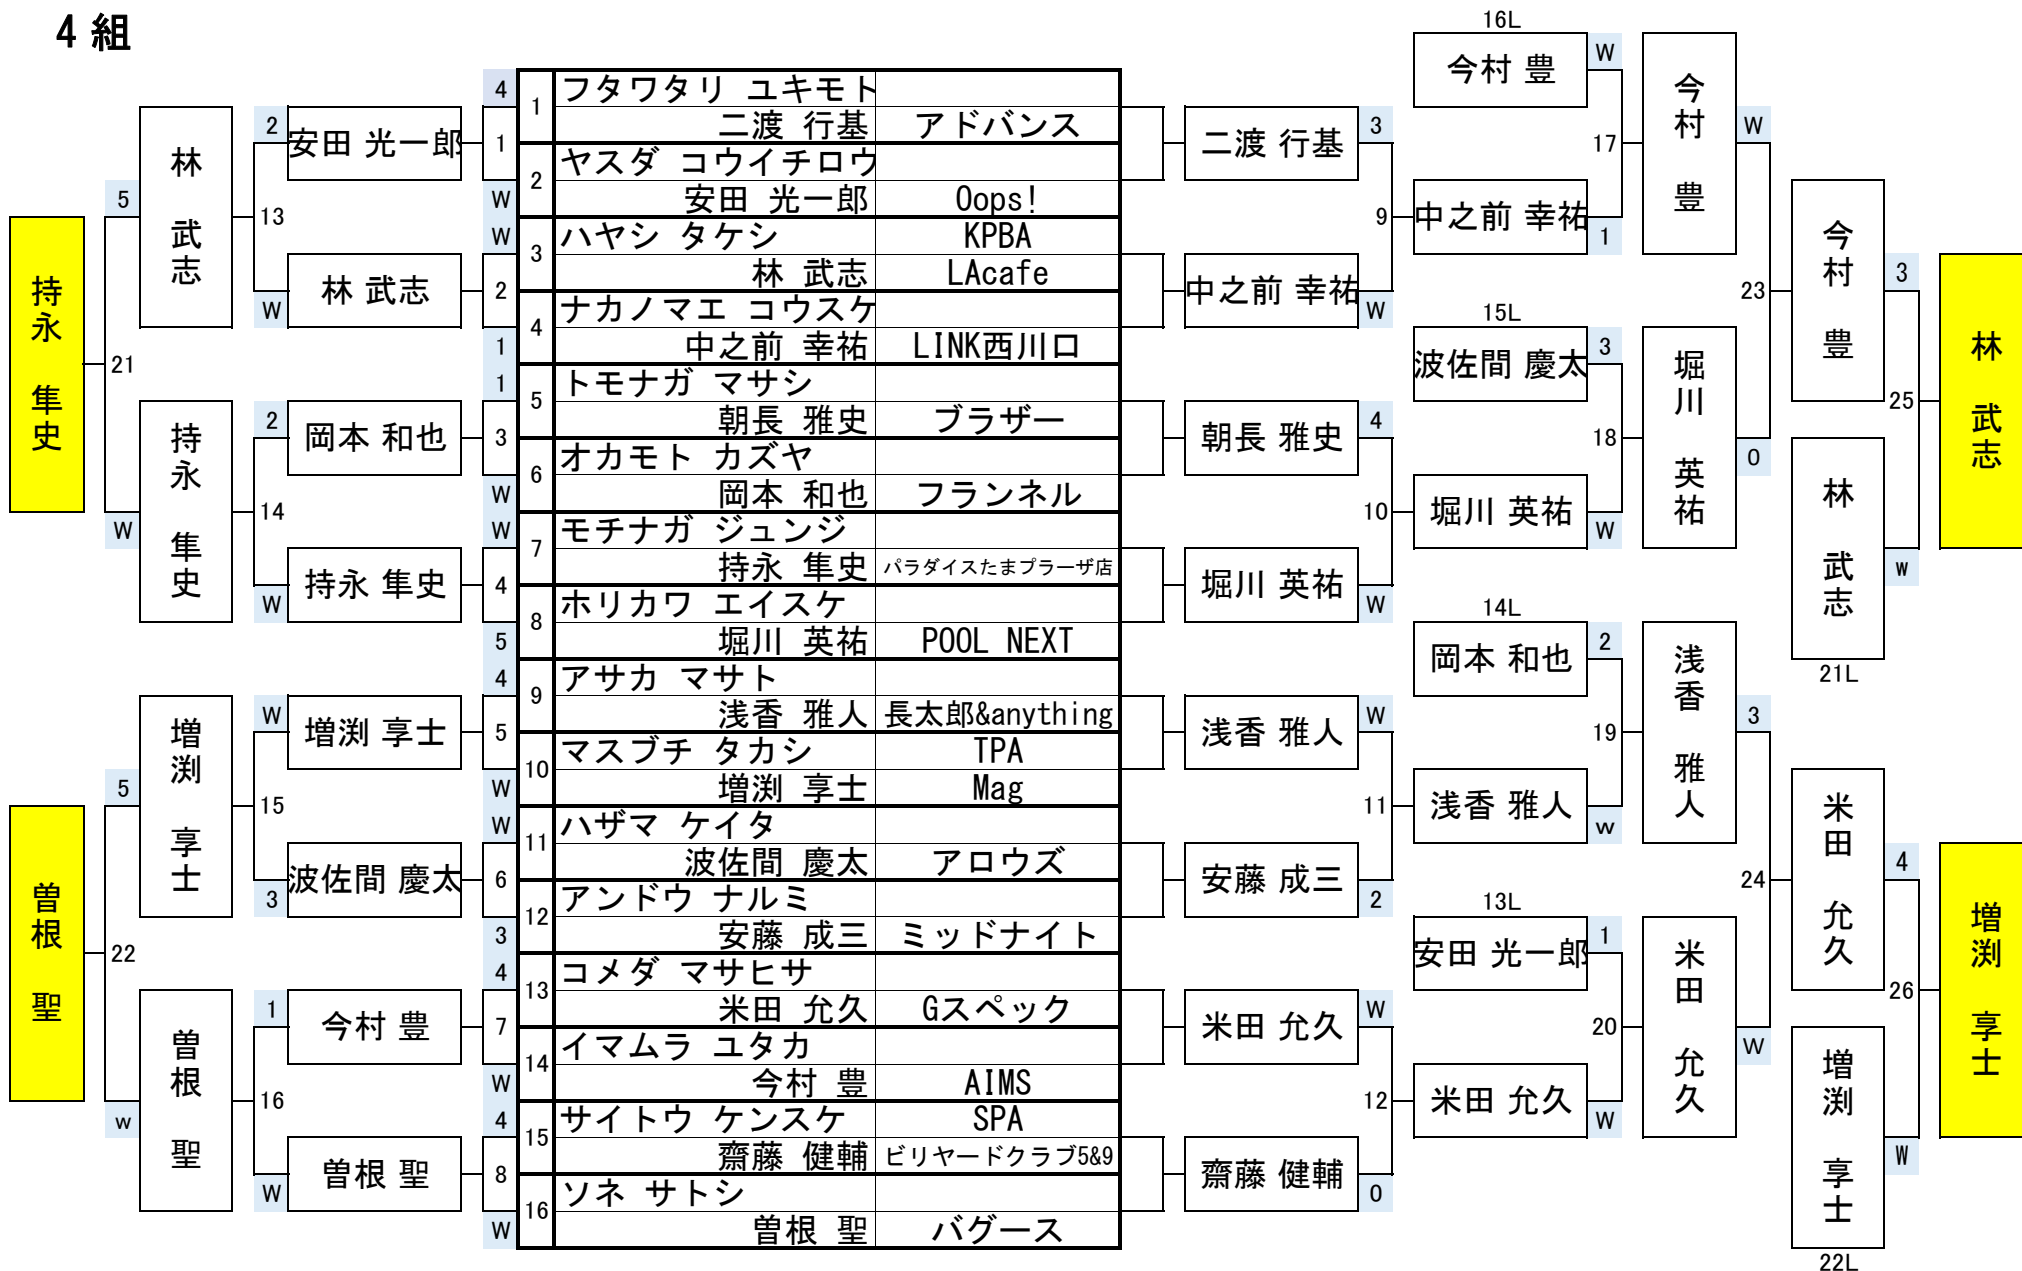 4 組
持永 隼史
曽根 聖
21
22
5
W
5
w
林 武志
持永 隼史
増渕 享士
曽根 聖
13
14
15
16
2
W
2
W
W
3
1
W
安田 光一郎
林 武志
岡本 和也
持永 隼史
増渕 享士
波佐間 慶太
今村 豊
曽根 聖
4
1
W
W
2
1
1
3
W
W
4
5
4
5
W
W
6
3
4
7
W
4
8
W
1 フタワタリ ユキモト
二渡 行基 アドバンス
2 ヤスダ コウイチロウ
安田 光一郎 Oops!
3 ハヤシ タケシ KPBA
林 武志 LAcafe
4 ナカノマエ コウスケ
中之前 幸祐 LINK西川口
5 トモナガ マサシ
朝長 雅史 ブラザー
6 オカモト カズヤ
岡本 和也 フランネル
7 モチナガ ジュンジ
持永 隼史 パラダイスたまプラーザ店
8 ホリカワ エイスケ
堀川 英祐 POOL NEXT
9 アサカ マサト
浅香 雅人 長太郎&anything
10 マスブチ タカシ TPA
増渕 享士 Mag
11 ハザマ ケイタ
波佐間 慶太 アロウズ
12 アンドウ ナルミ
安藤 成三 ミッドナイト
13 コメダ マサヒサ
米田 允久 Gスペック
14 イマムラ ユタカ
今村 豊 AIMS
15 サイトウ ケンスケ SPA
齋藤 健輔 ビリヤードクラブ5&9
16 ソネ サトシ
曽根 聖 バグース
二渡 行基
中之前 幸祐
朝長 雅史
堀川 英祐
浅香 雅人
安藤 成三
米田 允久
齋藤 健輔
3
9
W
4
10
W
W
11
2
W
12
0
16L
今村 豊
中之前 幸祐
15L
波佐間 慶太
堀川 英祐
14L
岡本 和也
浅香 雅人
13L
安田 光一郎
米田 允久
W
17
1
3
18
W
2
19
w
1
20
W
今村 豊
堀川 英祐
浅香 雅人
米田 允久
W
23
0
3
24
W
今村 豊
林 武志
21L
米田 允久
増渕 享士
22L
3
25
w
4
26
W
林 武志
増渕 享士